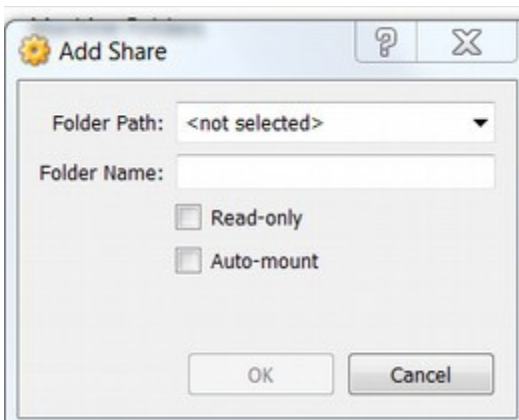 Add Share
Folder Path: <not selected>
Folder Name:
Read-only
Auto-mount
OK Cancel